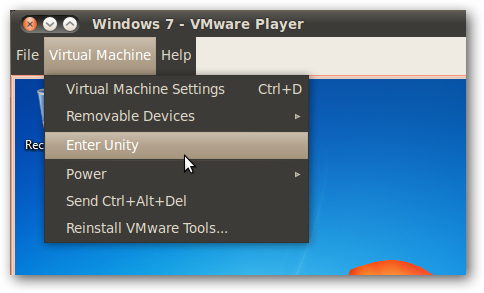 Windows 7 - VMware Player
File Virtual Machine Help
Virtual Machine Settings Ctrl+D
Removable Devices
Enter Unity
Power
Send Ctrl+Alt+Del
Reinstall VMware Tools...